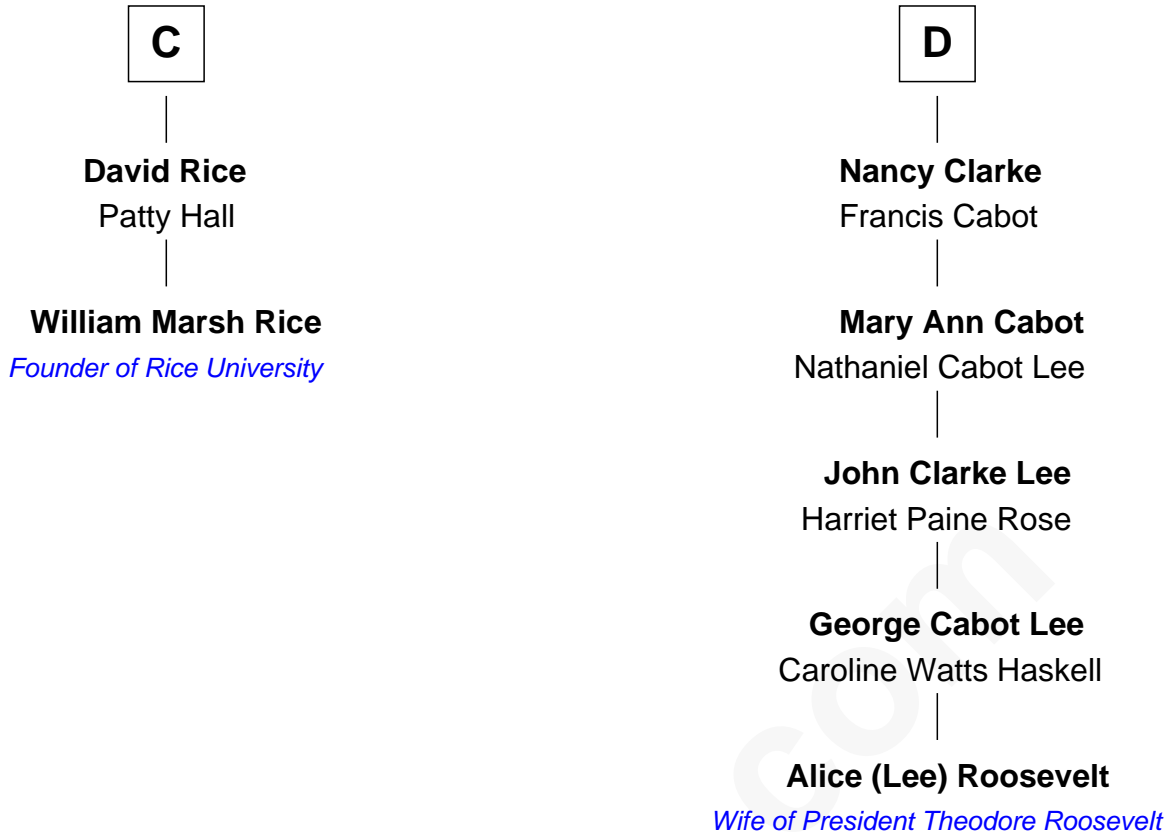 C
David Rice
Patty Hall
William Marsh Rice
Founder of Rice University
D
Nancy Clarke
Francis Cabot
Mary Ann Cabot
Nathaniel Cabot Lee
John Clarke Lee
Harriet Paine Rose
George Cabot Lee
Caroline Watts Haskell
Alice (Lee) Roosevelt
Wife of President Theodore Roosevelt
com